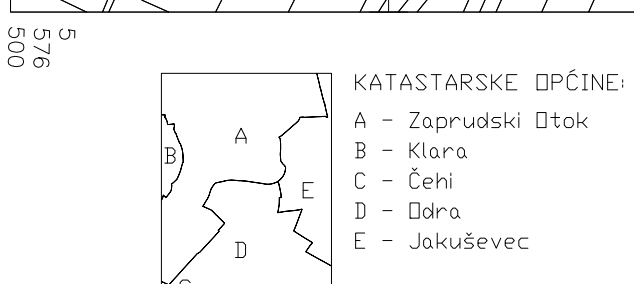 5
576
500
KATASTARSKE OPĆINE:
A - Zaprudski Otok
B - Klara
C - Čehi
D - Odra
E - Jakuševec
A
B
E
D